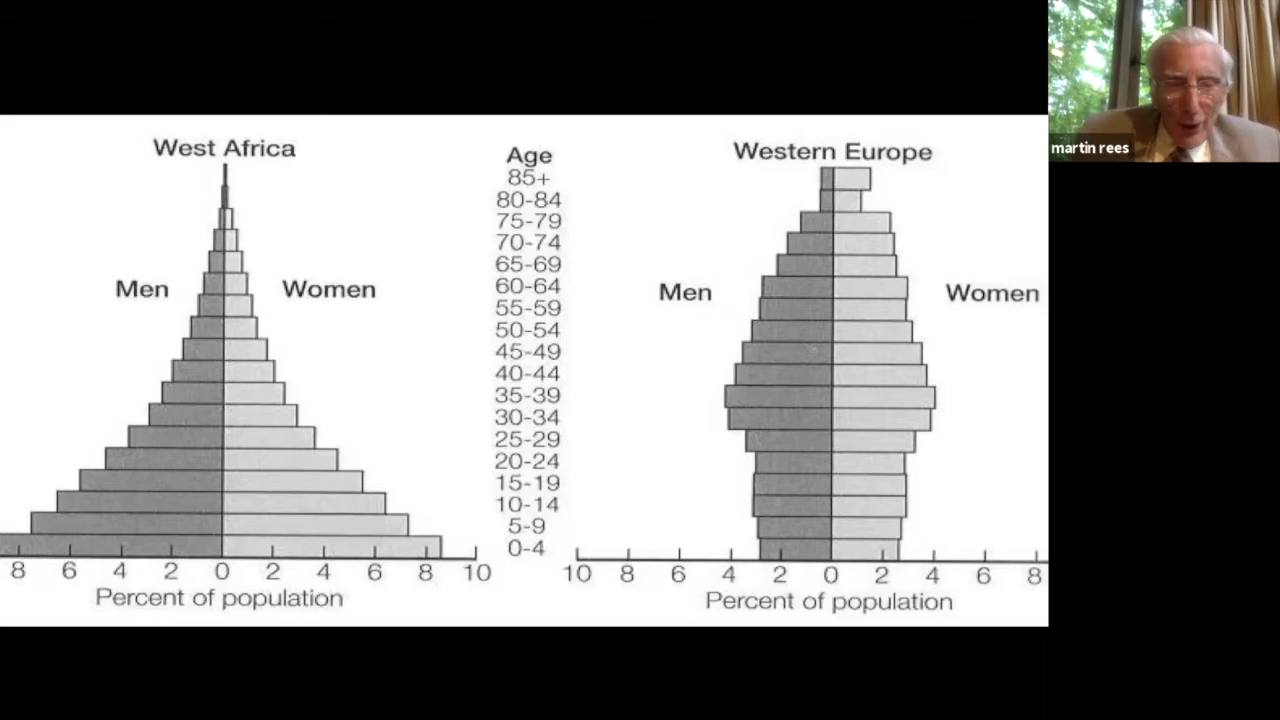 martin rees
West Africa
Men
Women
8 6 4 2 0 2 4 6 8 10
Percent of population
Age
85+
80-84
75-79
70-74
65-69
60-64
55-59
50-54
45-49
40-44
35-39
30-34
25-29
20-24
15-19
10-14
5-9
0-4
Western Europe
Men
Women
10 8 6 4 2 0 2 4 6 8
Percent of population